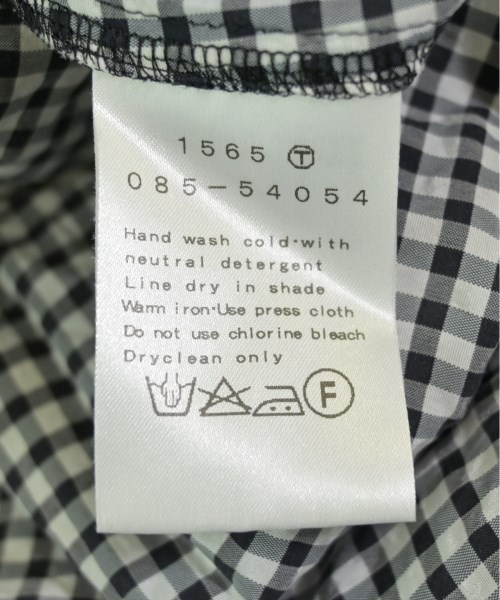 1565 Ⓣ
085-54054
Hand wash cold·with
neutral detergent
Line dry in shade
Warm iron·Use press cloth
Do not use chlorine bleach
Dryclean only
F